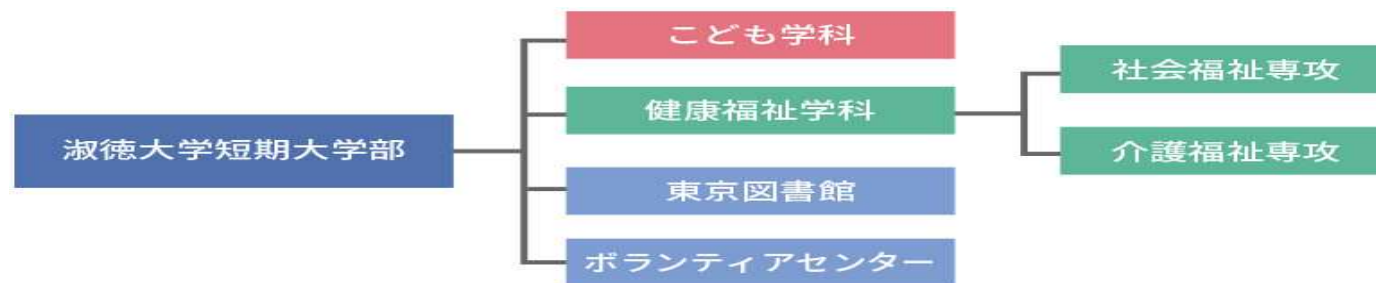 淑徳大学短期大学部
こども学科
健康福祉学科
社会福祉専攻
介護福祉専攻
東京図書館
ボランティアセンター